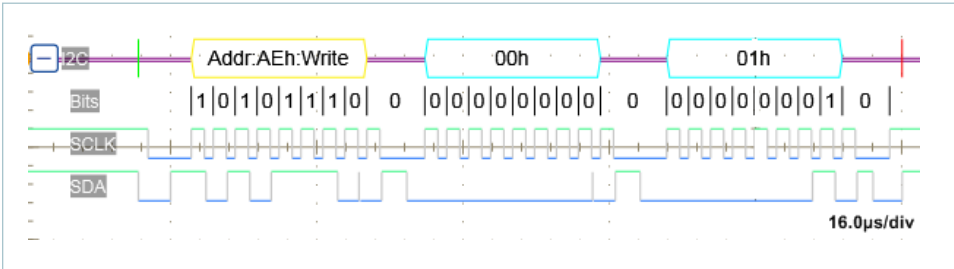 I2C Addr:AEh:Write 00h 01h
Bits 1 0 1 0 1 1 1 0 0 0 0 0 0 0 0 0 0 0 0 0 0 0 0 0 0 1 0
SCLK
SDA
16.0µs/div